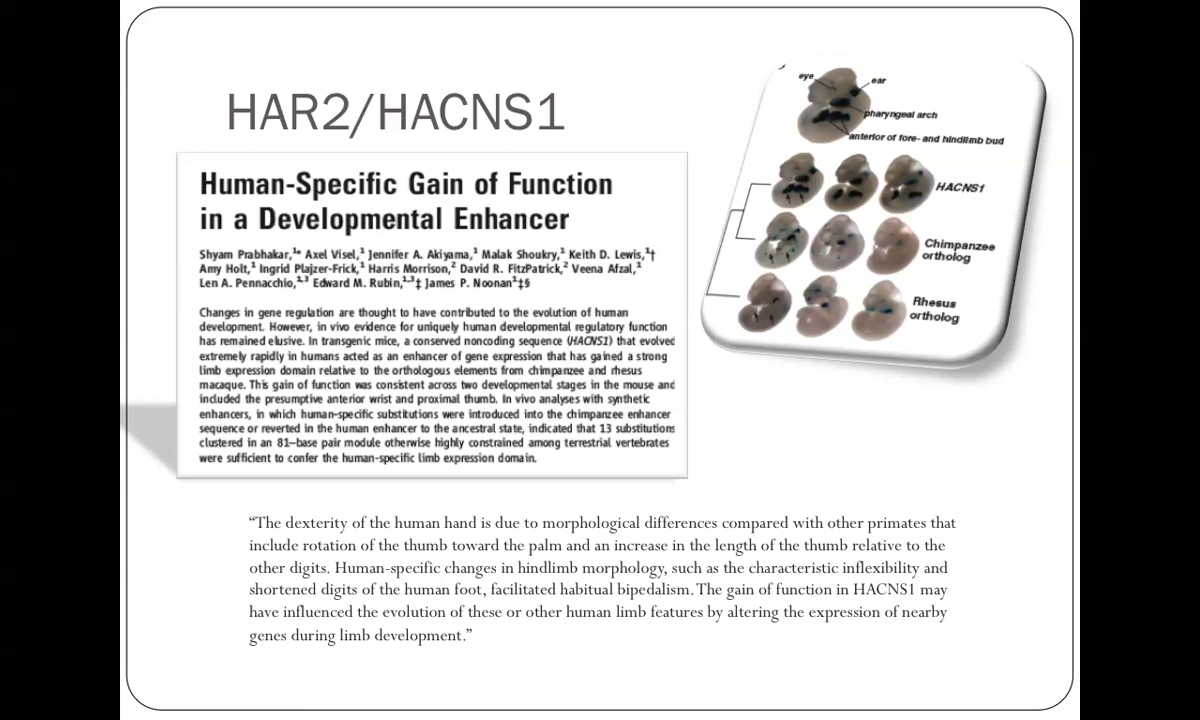 HAR2/HACNS1
Human-Specific Gain of Function
in a Developmental Enhancer
Shyam Prabhakar,¹* Axel Visel,¹ Jennifer A. Akiyama,¹ Malak Shoukry,¹ Keith D. Lewis,¹†
Amy Holt,¹ Ingrid Plajzer-Frick,¹ Harris Morrison,² David R. FitzPatrick,² Veena Afzal,¹
Len A. Pennacchio,¹,³ Edward M. Rubin,¹,³‡ James P. Noonan¹‡§
Changes in gene regulation are thought to have contributed to the evolution of human
development. However, in vivo evidence for uniquely human developmental regulatory function
has remained elusive. In transgenic mice, a conserved noncoding sequence (HACNS1) that evolved
extremely rapidly in humans acted as an enhancer of gene expression that has gained a strong
limb expression domain relative to the orthologous elements from chimpanzee and rhesus
macaque. This gain of function was consistent across two developmental stages in the mouse and
included the presumptive anterior wrist and proximal thumb. In vivo analyses with synthetic
enhancers, in which human-specific substitutions were introduced into the chimpanzee enhancer
sequence or reverted in the human enhancer to the ancestral state, indicated that 13 substitutions
clustered in an 81–base pair module otherwise highly constrained among terrestrial vertebrates
were sufficient to confer the human-specific limb expression domain.
eye
ear
pharyngeal arch
anterior of fore- and hindlimb bud
HACNS1
Chimpanzee
ortholog
Rhesus
ortholog
“The dexterity of the human hand is due to morphological differences compared with other primates that
include rotation of the thumb toward the palm and an increase in the length of the thumb relative to the
other digits. Human-specific changes in hindlimb morphology, such as the characteristic inflexibility and
shortened digits of the human foot, facilitated habitual bipedalism. The gain of function in HACNS1 may
have influenced the evolution of these or other human limb features by altering the expression of nearby
genes during limb development.”